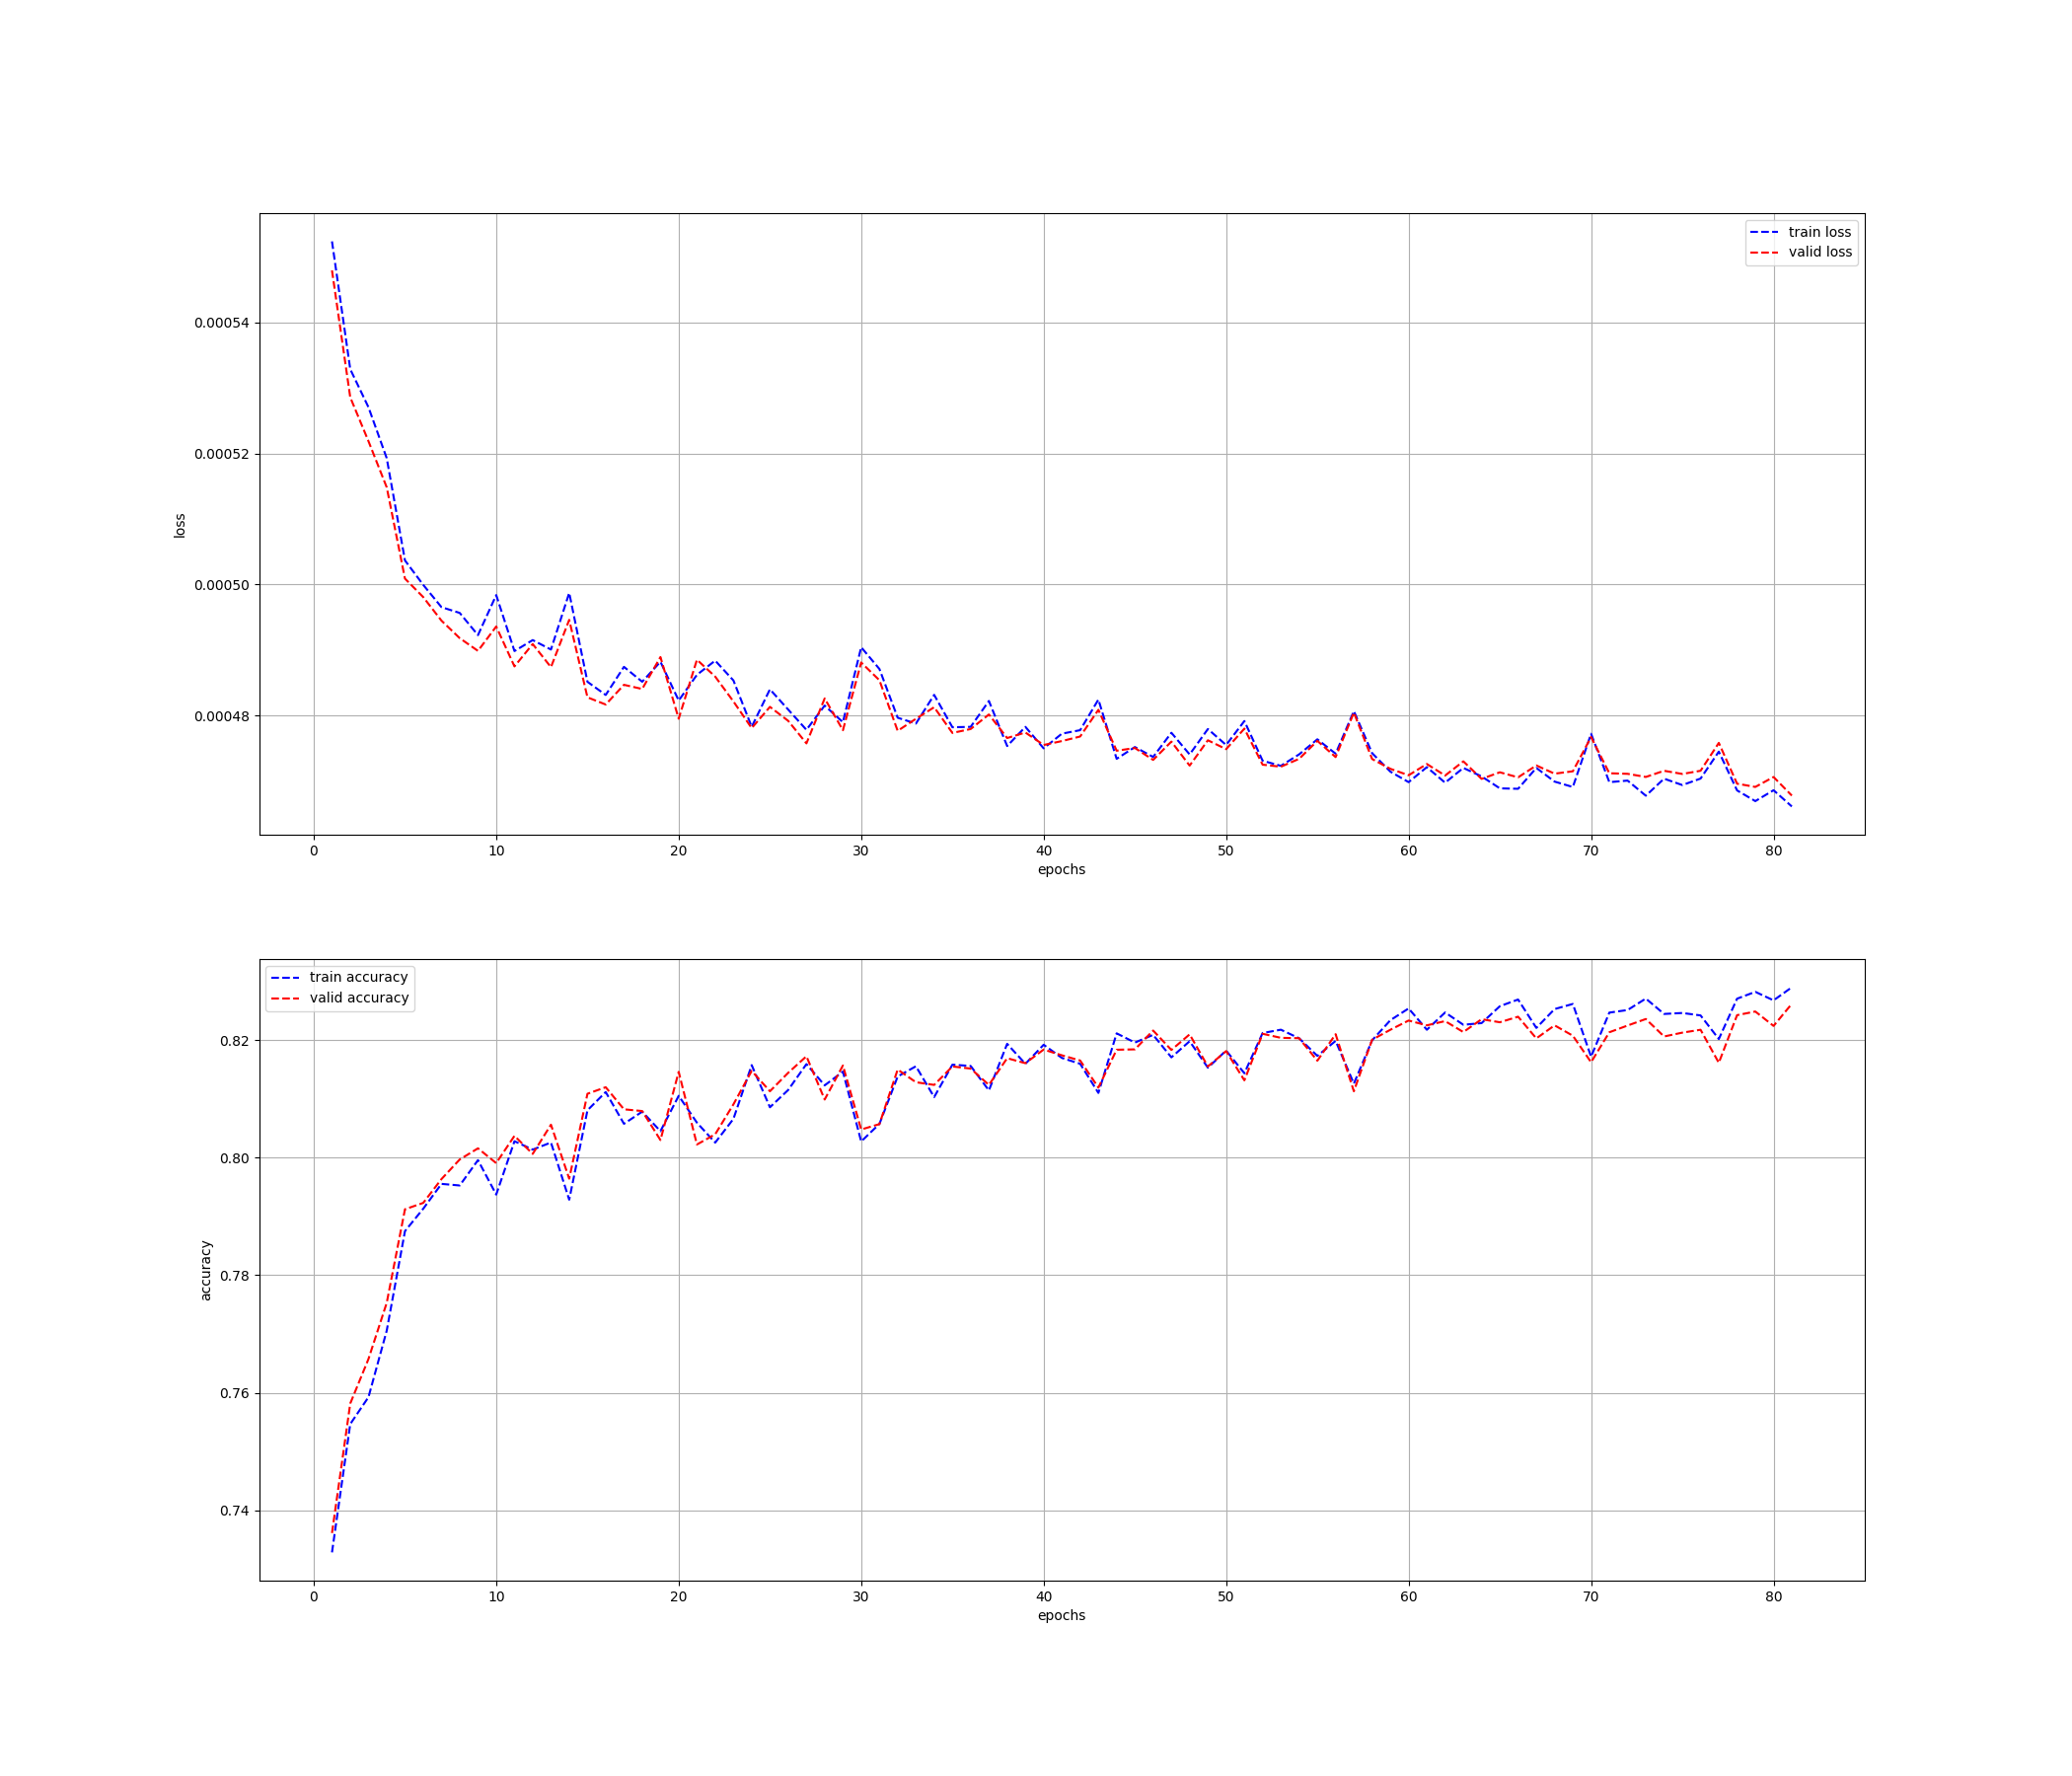 train loss
valid loss
0.00054
0.00052
0.00050
0.00048
loss
0 10 20 30 40 50 60 70 80
epochs
train accuracy
valid accuracy
0.82
0.80
0.78
0.76
0.74
accuracy
0 10 20 30 40 50 60 70 80
epochs